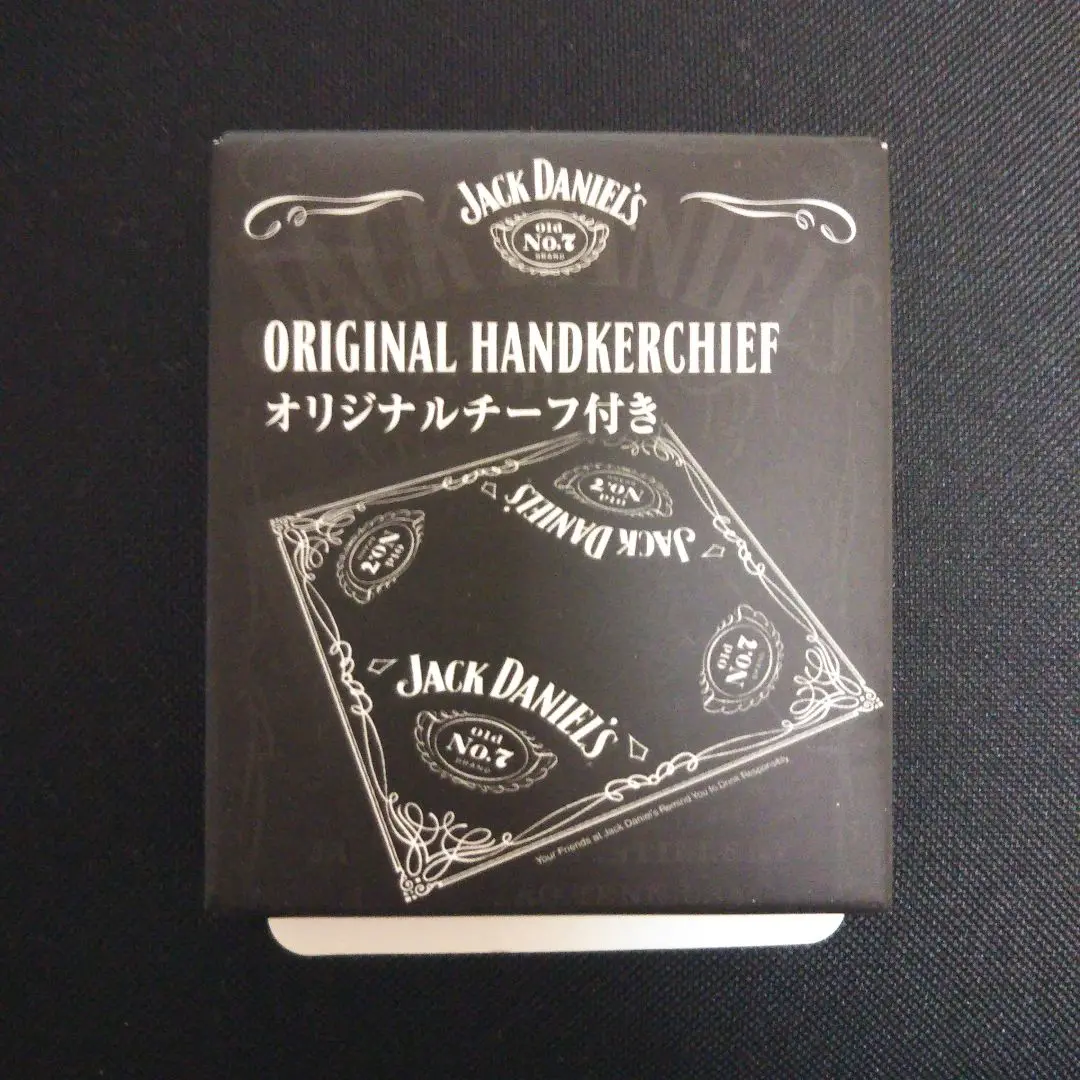 JACK DANIEL'S
Old
No.7
BRAND
ORIGINAL HANDKERCHIEF
オリジナルチーフ付き
JACK DANIEL'S
Old
No.7
Old
No.7
Old
No.7
JACK DANIEL'S
Old
No.7
BRAND
Your Friends at Jack Daniel's Remind You to Drink Responsibly.